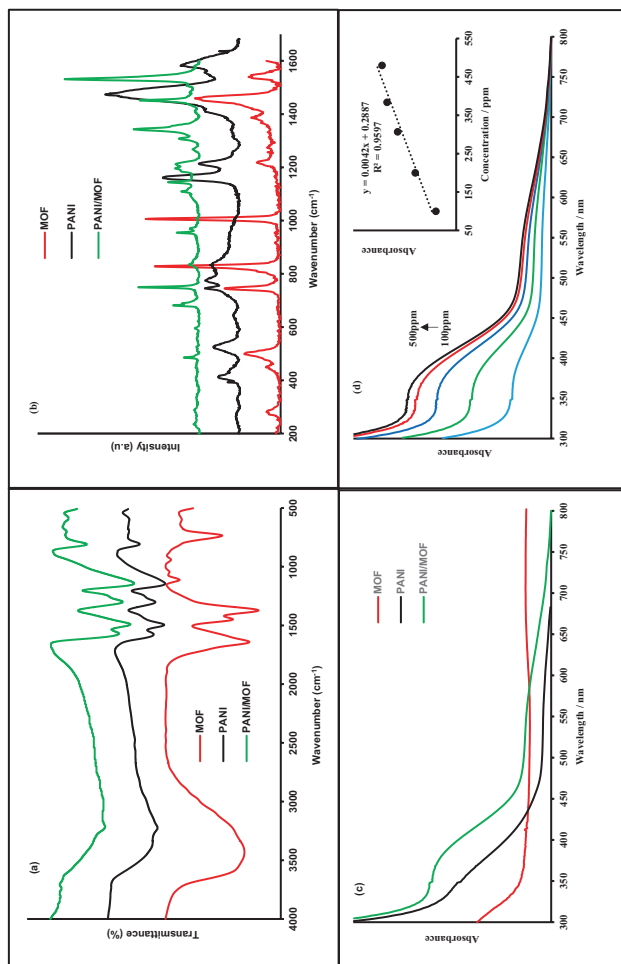 (a)
Transmittance (%)
MOF
PANI
PANI/MOF
4000 3500 3000 2500 2000 1500 1000 500
Wavenumber (cm-1)
(b)
Intensity (a.u)
MOF
PANI
PANI/MOF
200 400 600 800 1000 1200 1400 1600
Wavenumber (cm-1)
(c)
Absorbance
MOF
PANI
PANI/MOF
300 350 400 450 500 550 600 650 700 750 800
Wavelength / nm
(d)
Absorbance
500ppm
100ppm
300 350 400 450 500 550 600 650 700 750 800
Wavelength / nm
Absorbance
y = 0.0042x + 0.2887
R² = 0.9597
50 150 250 350 450 550
Concentration / ppm